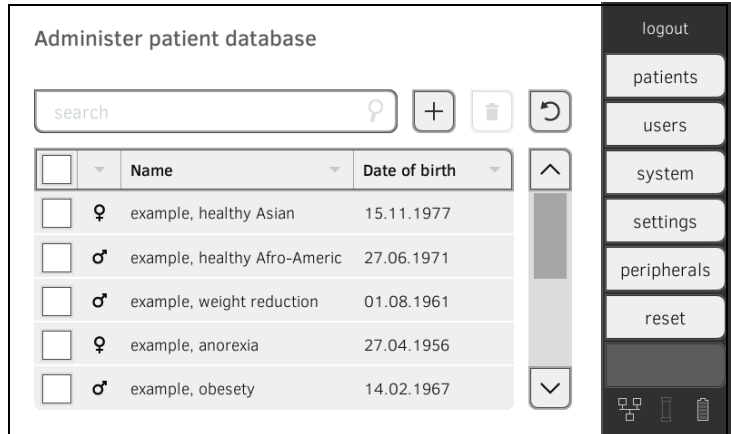 Administer patient database
search
Name Date of birth
example, healthy Asian 15.11.1977
example, healthy Afro-Americ 27.06.1971
example, weight reduction 01.08.1961
example, anorexia 27.04.1956
example, obesety 14.02.1967
logout
patients
users
system
settings
peripherals
reset